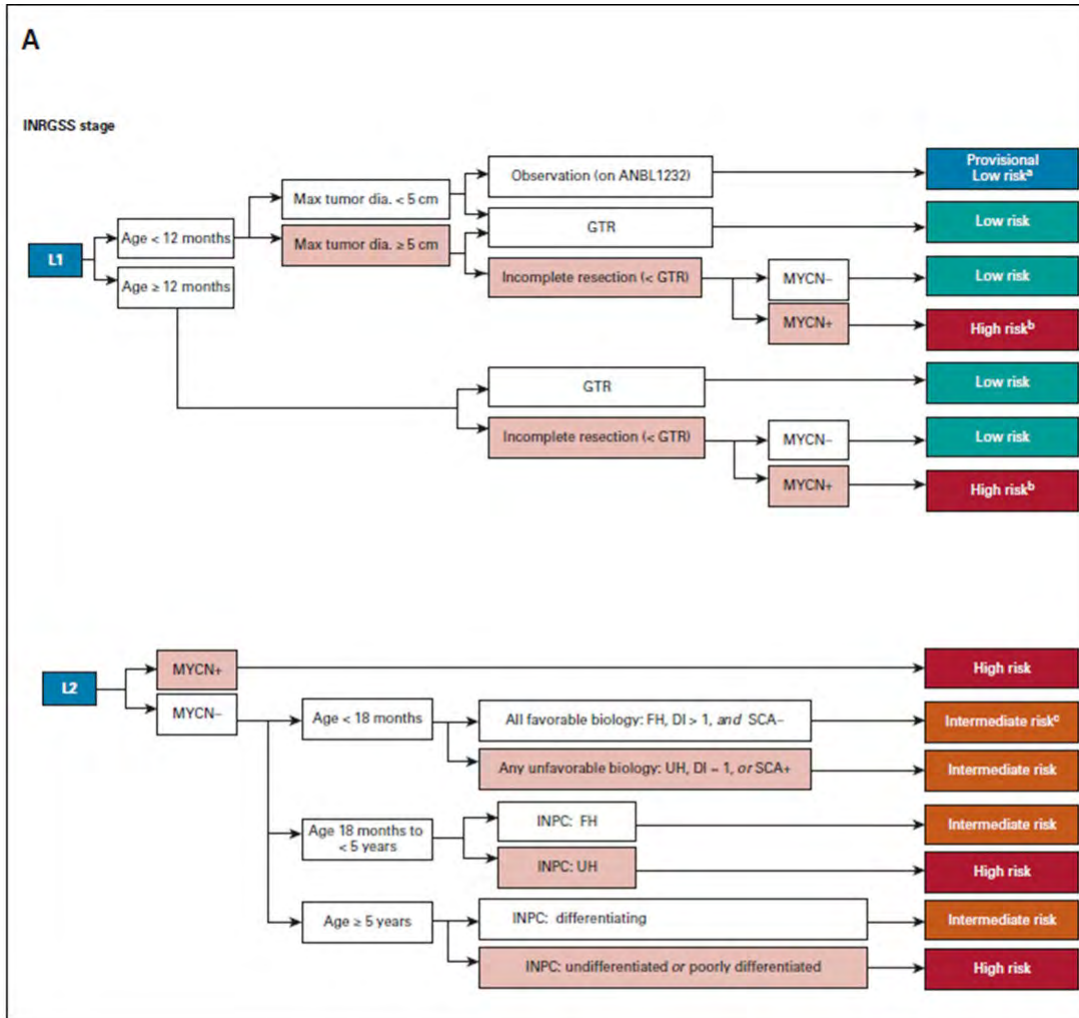 A
INRGSS stage
L1
Age < 12 months
Age ≥ 12 months
Max tumor dia. < 5 cm
Max tumor dia. ≥ 5 cm
Observation (on ANBL1232)
GTR
Incomplete resection (< GTR)
MYCN–
MYCN+
Provisional
Low riskᵃ
Low risk
Low risk
High riskᵇ
GTR
Incomplete resection (< GTR)
MYCN–
MYCN+
Low risk
Low risk
High riskᵇ
L2
MYCN+
MYCN–
High risk
Age < 18 months
All favorable biology: FH, DI > 1, and SCA–
Any unfavorable biology: UH, DI = 1, or SCA+
Intermediate riskᶜ
Intermediate risk
Age 18 months to
< 5 years
INPC: FH
INPC: UH
Intermediate risk
High risk
Age ≥ 5 years
INPC: differentiating
INPC: undifferentiated or poorly differentiated
Intermediate risk
High risk